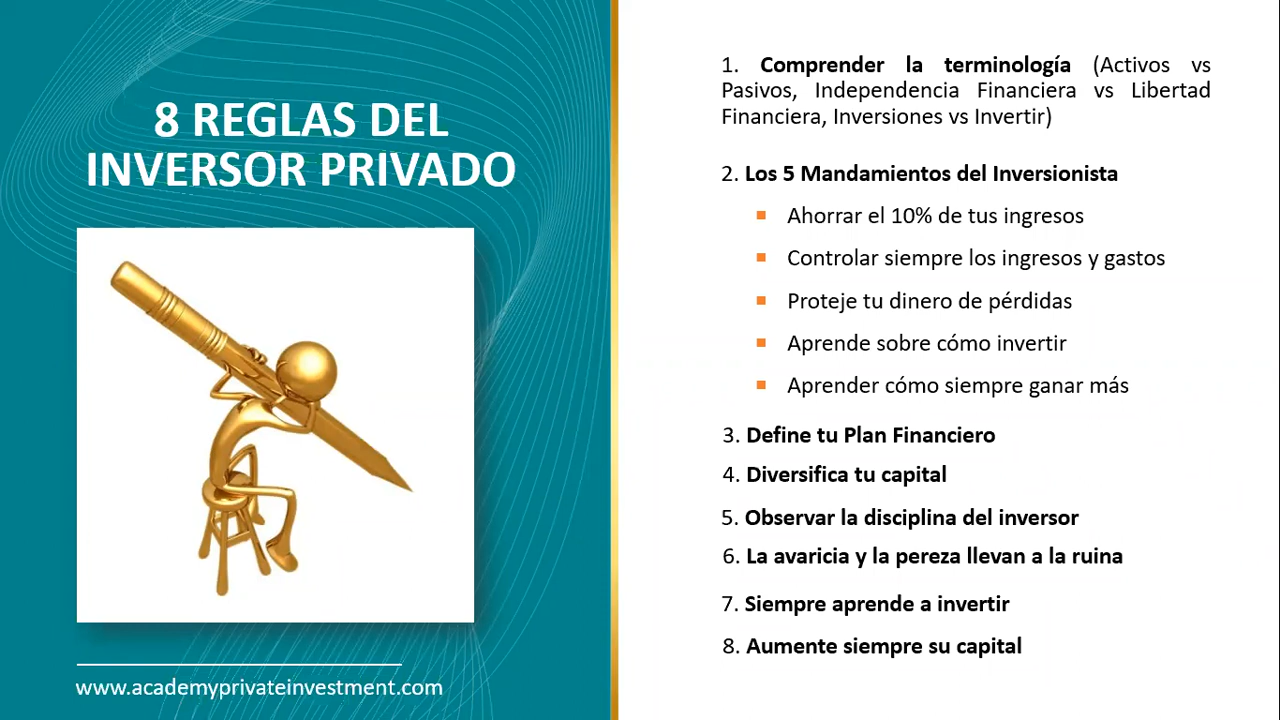 8 REGLAS DEL
INVERSOR PRIVADO
www.academyprivateinvestment.com
1. Comprender la terminología (Activos vs
Pasivos, Independencia Financiera vs Libertad
Financiera, Inversiones vs Invertir)
2. Los 5 Mandamientos del Inversionista
Ahorrar el 10% de tus ingresos
Controlar siempre los ingresos y gastos
Proteje tu dinero de pérdidas
Aprende sobre cómo invertir
Aprender cómo siempre ganar más
3. Define tu Plan Financiero
4. Diversifica tu capital
5. Observar la disciplina del inversor
6. La avaricia y la pereza llevan a la ruina
7. Siempre aprende a invertir
8. Aumente siempre su capital